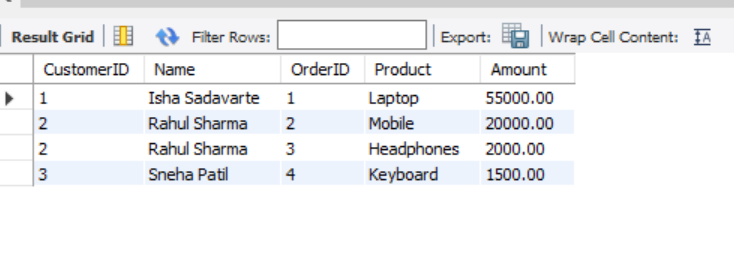 Result Grid Filter Rows: Export: Wrap Cell Content: IA
CustomerID Name OrderID Product Amount
1 Isha Sadavarte 1 Laptop 55000.00
2 Rahul Sharma 2 Mobile 20000.00
2 Rahul Sharma 3 Headphones 2000.00
3 Sneha Patil 4 Keyboard 1500.00